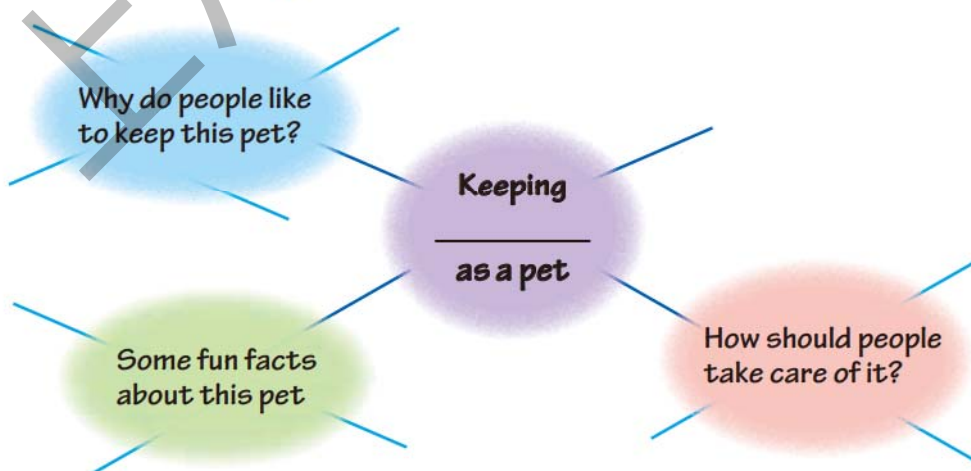 Why do people like
to keep this pet?
Keeping
as a pet
Some fun facts
about this pet
How should people
take care of it?